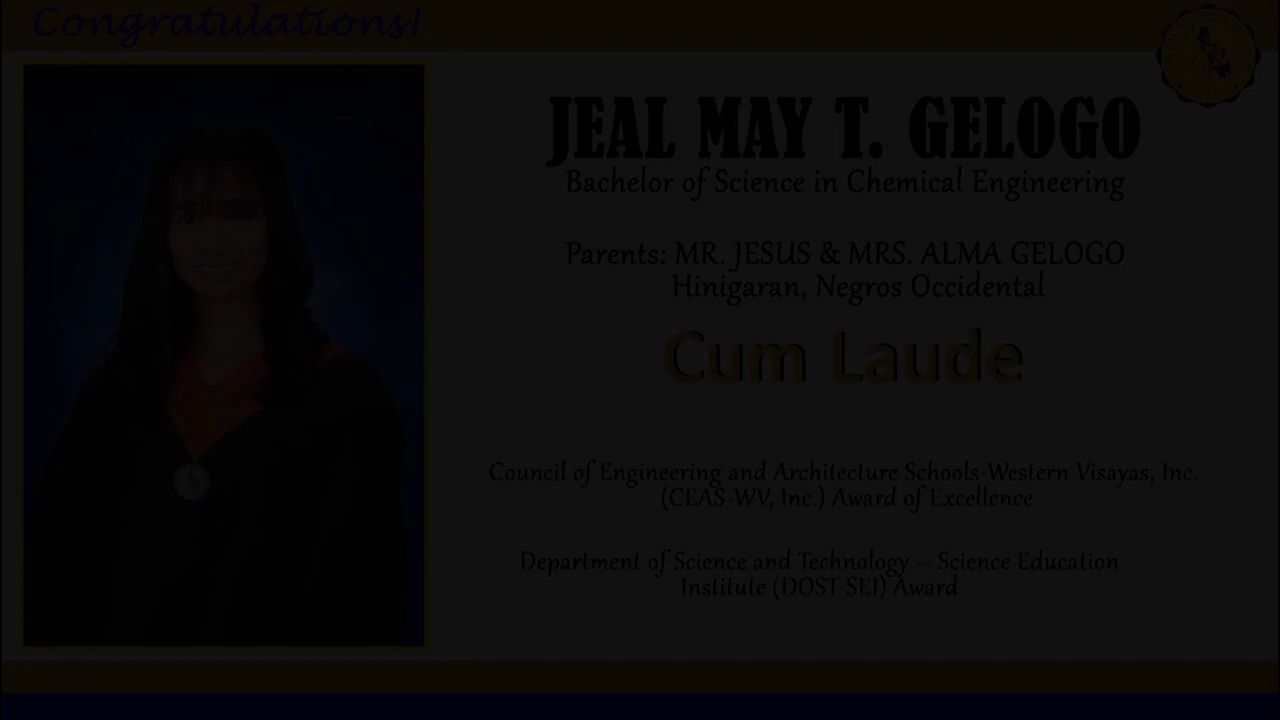 Congratulations!
JEAL MAY T. GELOGO
Bachelor of Science in Chemical Engineering
Parents: MR. JESUS & MRS. ALMA GELOGO
Hinigaran, Negros Occidental
Cum Laude
Council of Engineering and Architecture Schools-Western Visayas, Inc.
(CEAS-WV, Inc.) Award of Excellence
Department of Science and Technology – Science Education
Institute (DOST-SEI) Award